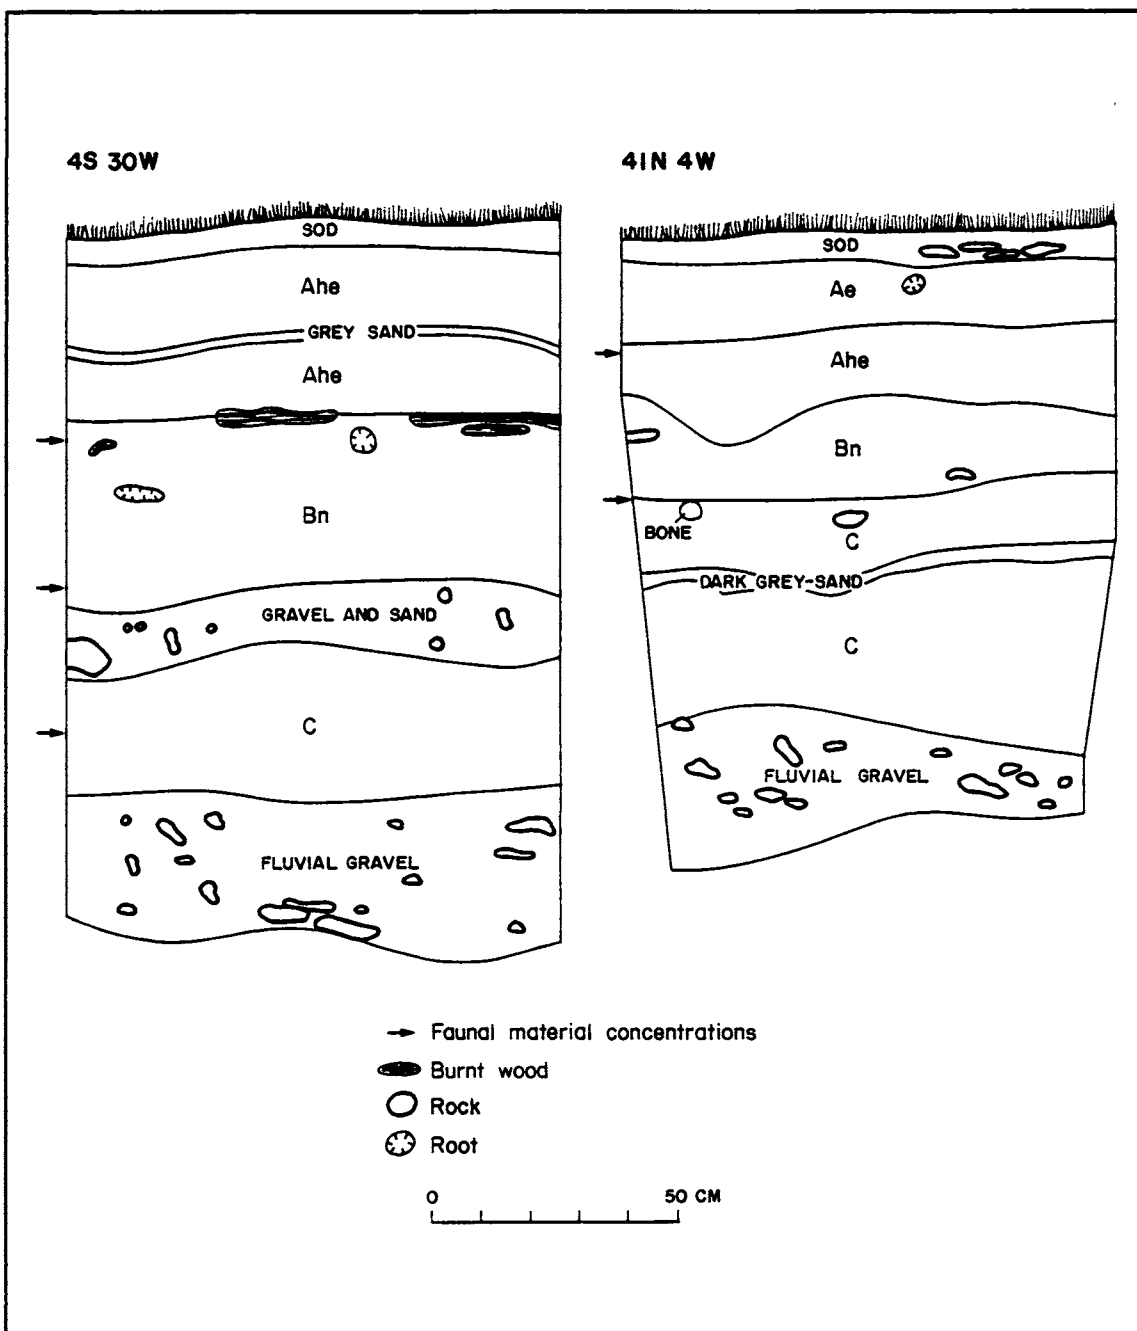 4S 30W
SOD
Ahe
GREY SAND
Ahe
Bn
GRAVEL AND SAND
C
FLUVIAL GRAVEL
41N 4W
SOD
Ae
Ahe
Bn
BONE
C
DARK GREY-SAND
C
FLUVIAL GRAVEL
Faunal material concentrations
Burnt wood
Rock
Root
0 50 CM